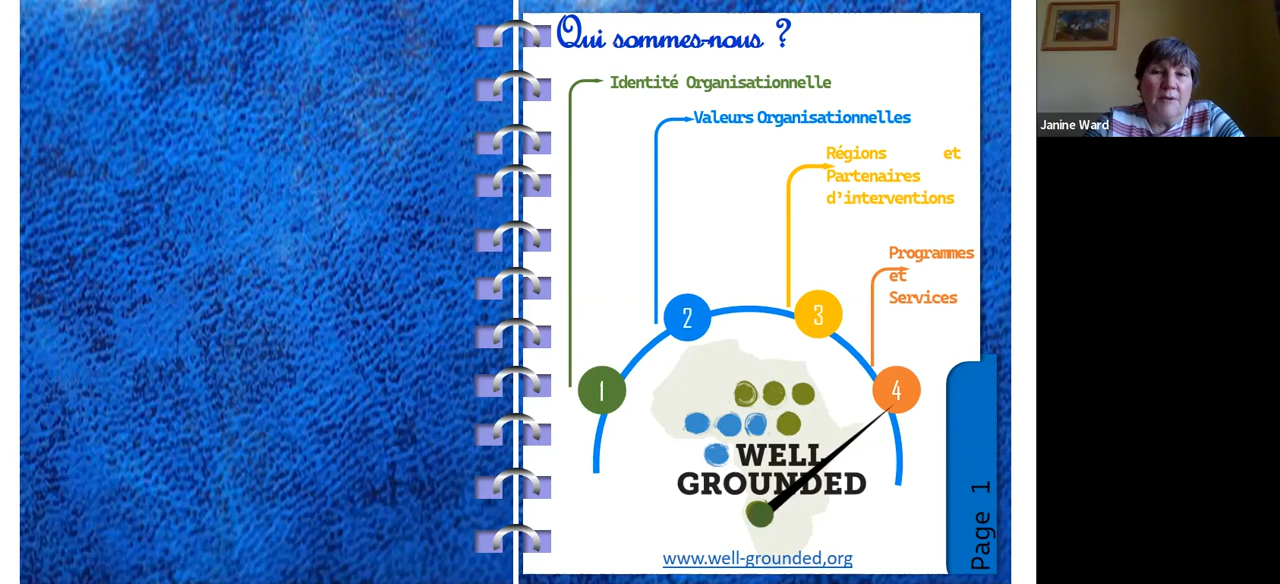 Qui sommes-nous ?
Identité Organisationnelle
Valeurs Organisationnelles
Régions et
Partenaires
d'interventions
Programmes
et
Services
1
2
3
4
WELL
GROUNDED
www.well-grounded,org
Page 1
Janine Ward